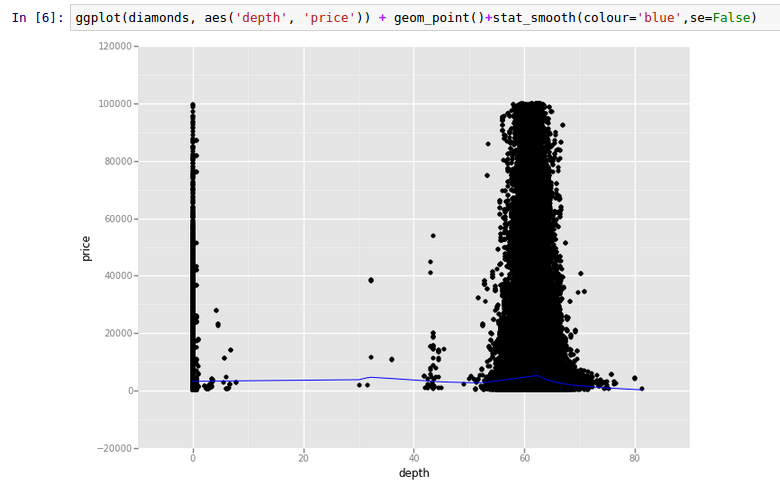 In [6]: ggplot(diamonds, aes('depth', 'price')) + geom_point()+stat_smooth(colour='blue',se=False)
120000
100000
80000
60000
40000
20000
0
−20000
price
0 20 40 60 80
depth